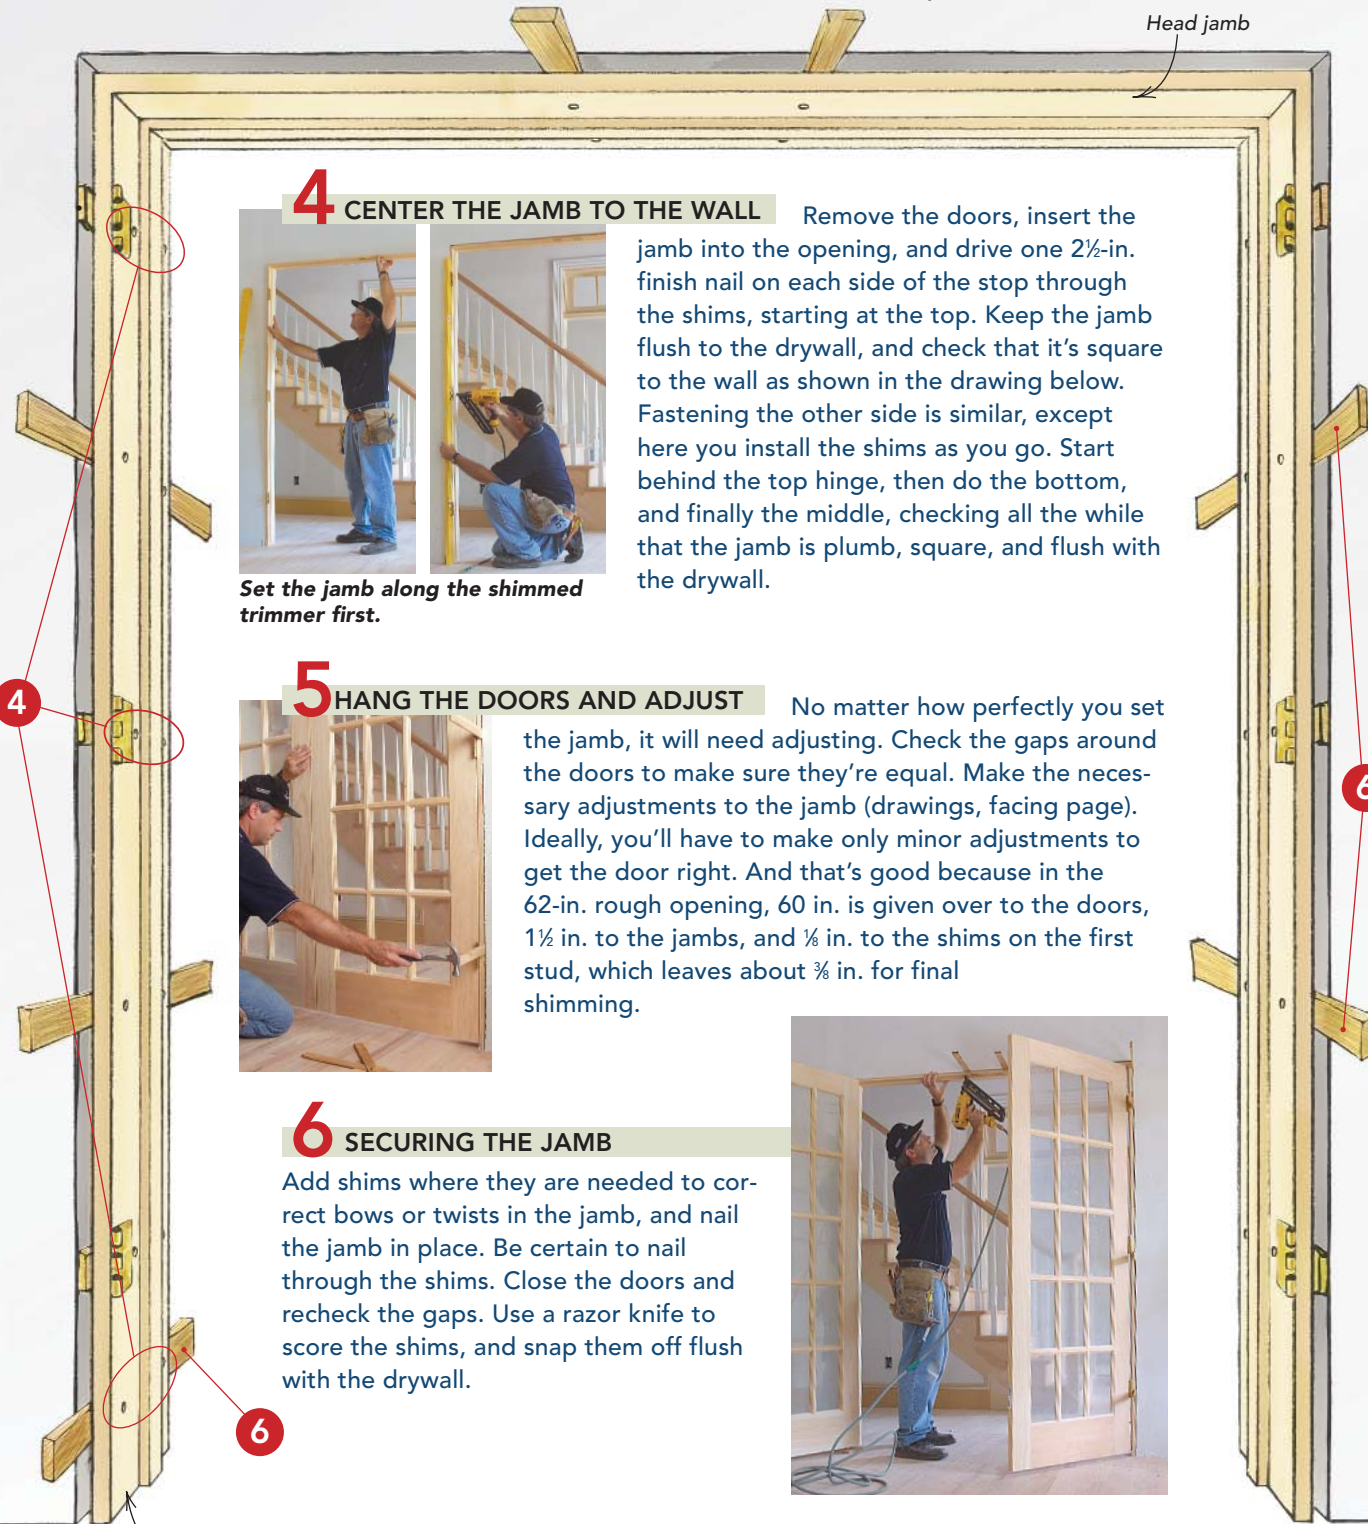 Head jamb
4 CENTER THE JAMB TO THE WALL Remove the doors, insert the
jamb into the opening, and drive one 2½-in.
finish nail on each side of the stop through
the shims, starting at the top. Keep the jamb
flush to the drywall, and check that it’s square
to the wall as shown in the drawing below.
Fastening the other side is similar, except
here you install the shims as you go. Start
behind the top hinge, then do the bottom,
and finally the middle, checking all the while
that the jamb is plumb, square, and flush with
the drywall.
Set the jamb along the shimmed
trimmer first.
4
5 HANG THE DOORS AND ADJUST No matter how perfectly you set
the jamb, it will need adjusting. Check the gaps around
the doors to make sure they’re equal. Make the neces-
sary adjustments to the jamb (drawings, facing page).
Ideally, you’ll have to make only minor adjustments to
get the door right. And that’s good because in the
62-in. rough opening, 60 in. is given over to the doors,
1½ in. to the jambs, and ⅛ in. to the shims on the first
stud, which leaves about ⅜ in. for final
shimming.
6
6 SECURING THE JAMB
Add shims where they are needed to cor-
rect bows or twists in the jamb, and nail
the jamb in place. Be certain to nail
through the shims. Close the doors and
recheck the gaps. Use a razor knife to
score the shims, and snap them off flush
with the drywall.
6